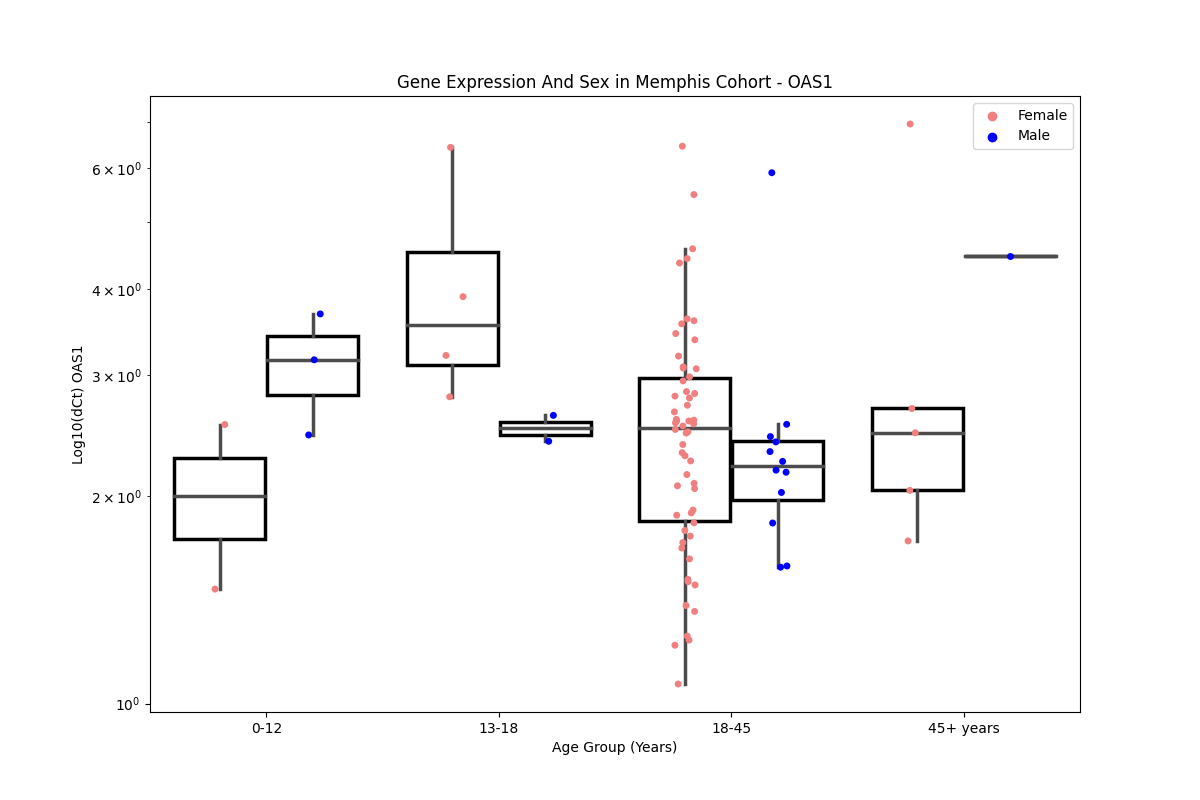 Gene Expression And Sex in Memphis Cohort - OAS1
Female
Male
6 × 10⁰
4 × 10⁰
3 × 10⁰
2 × 10⁰
10⁰
Log10(dCt) OAS1
0-12
13-18
18-45
45+ years
Age Group (Years)